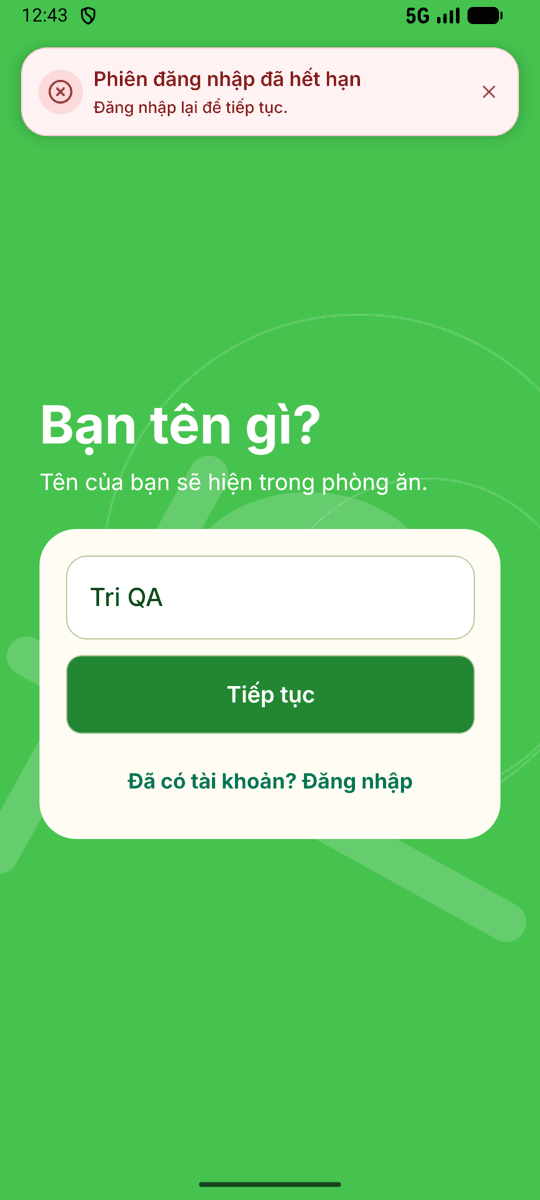 12:43
5G
Phiên đăng nhập đã hết hạn
Đăng nhập lại để tiếp tục.
Bạn tên gì?
Tên của bạn sẽ hiện trong phòng ăn.
Tri QA
Tiếp tục
Đã có tài khoản? Đăng nhập